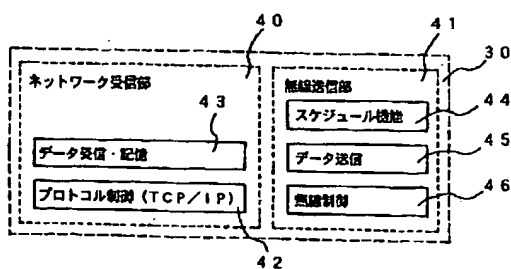 40
41
30
ネットワーク受信部
無線送信部
43
44
スケジュール機能
45
データ受信・記憶
データ送信
46
プロトコル制御（TCP／IP）
無線制御
42